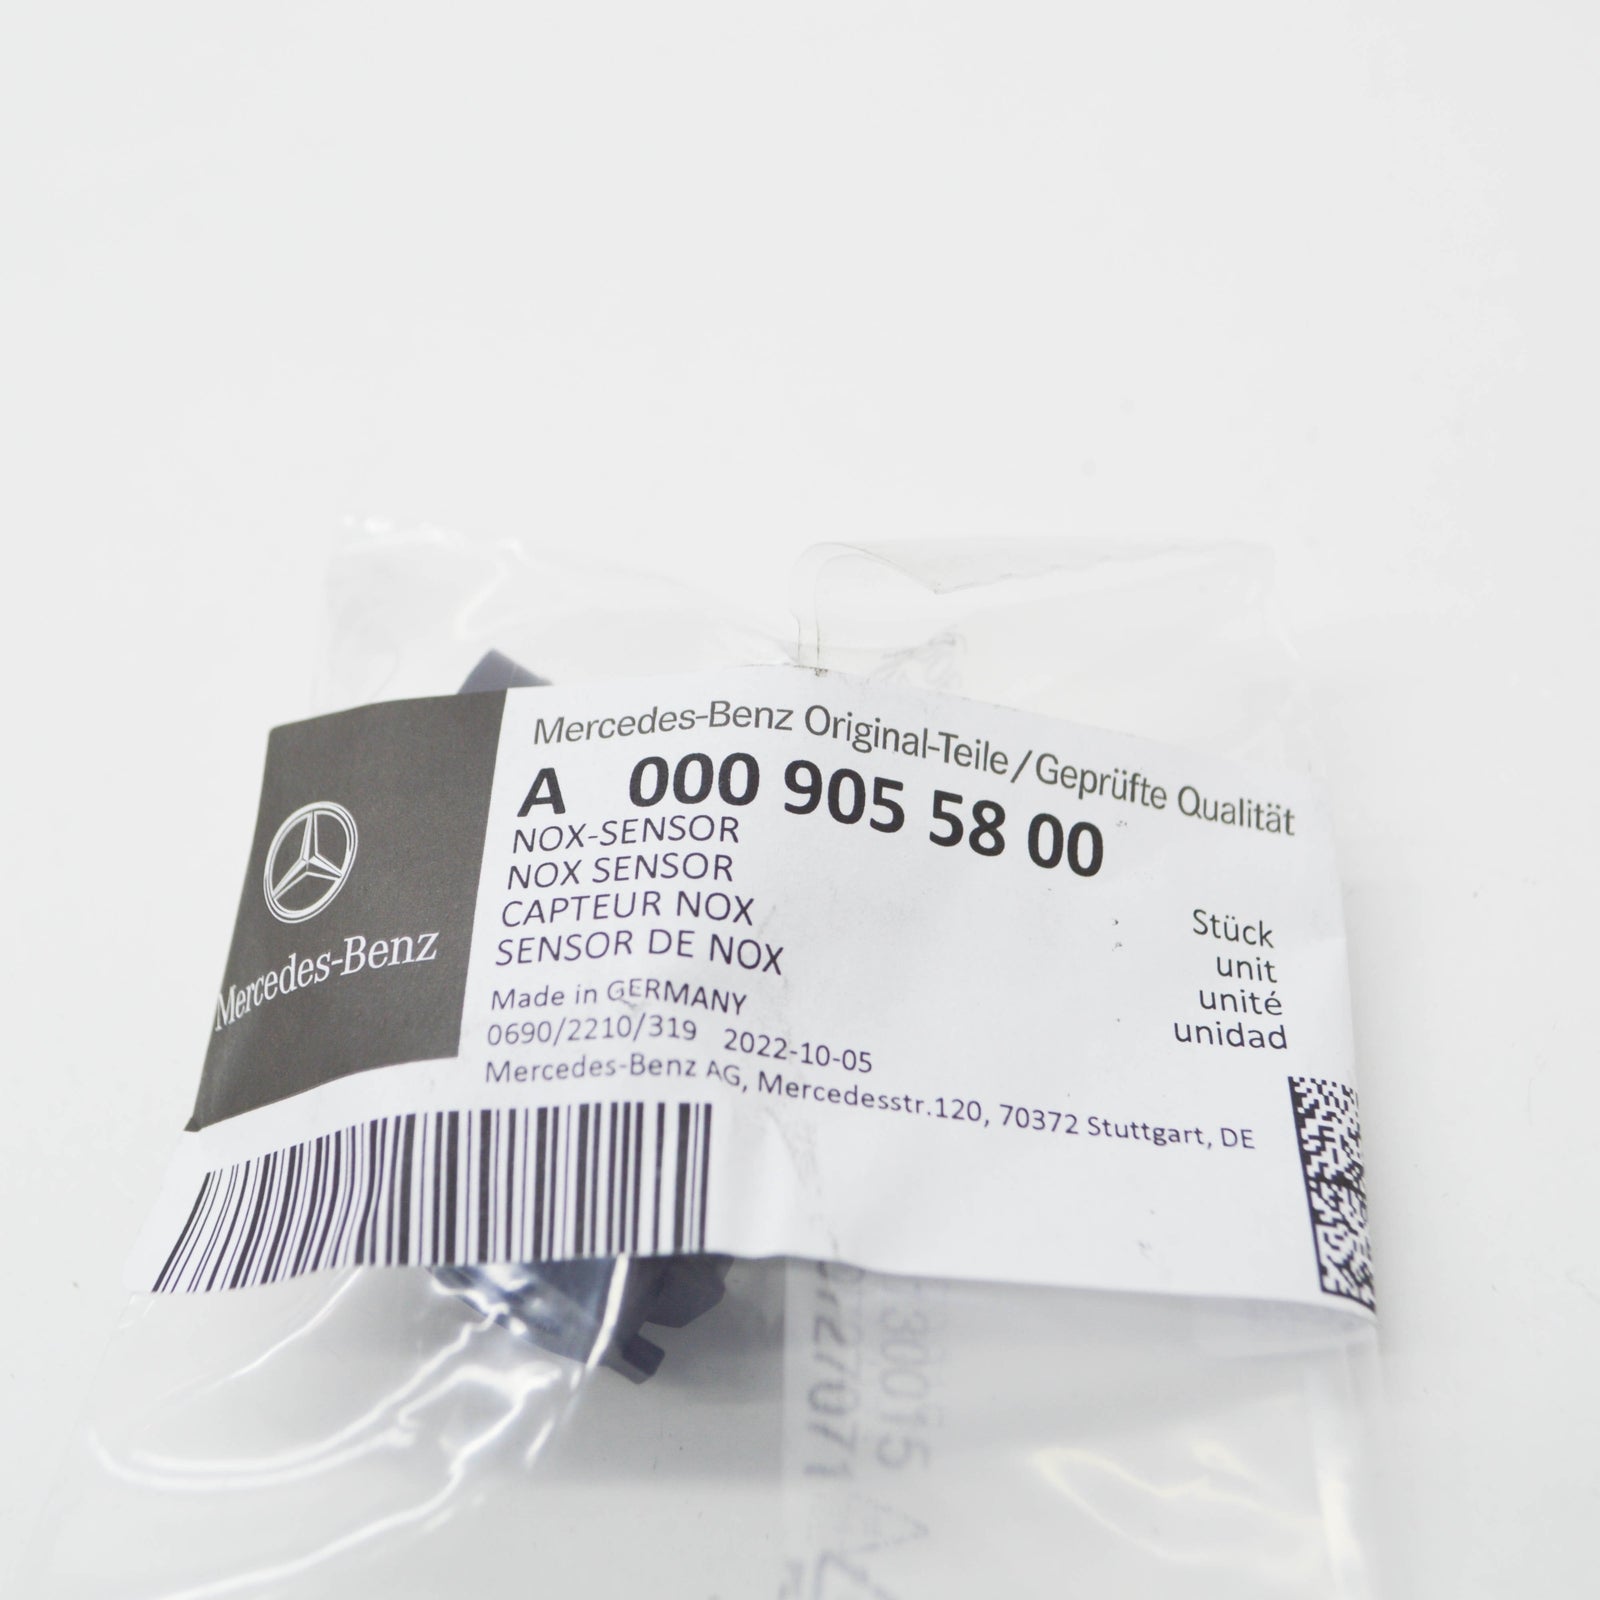 Mercedes-Benz
Mercedes-Benz Original-Teile/Geprüfte Qualität
A 000 905 58 00
NOX-SENSOR
NOX SENSOR
CAPTEUR NOX
SENSOR DE NOX
Stück
unit
unité
unidad
Made in GERMANY
0690/2210/319 2022-10-05
Mercedes-Benz AG, Mercedesstr.120, 70372 Stuttgart, DE